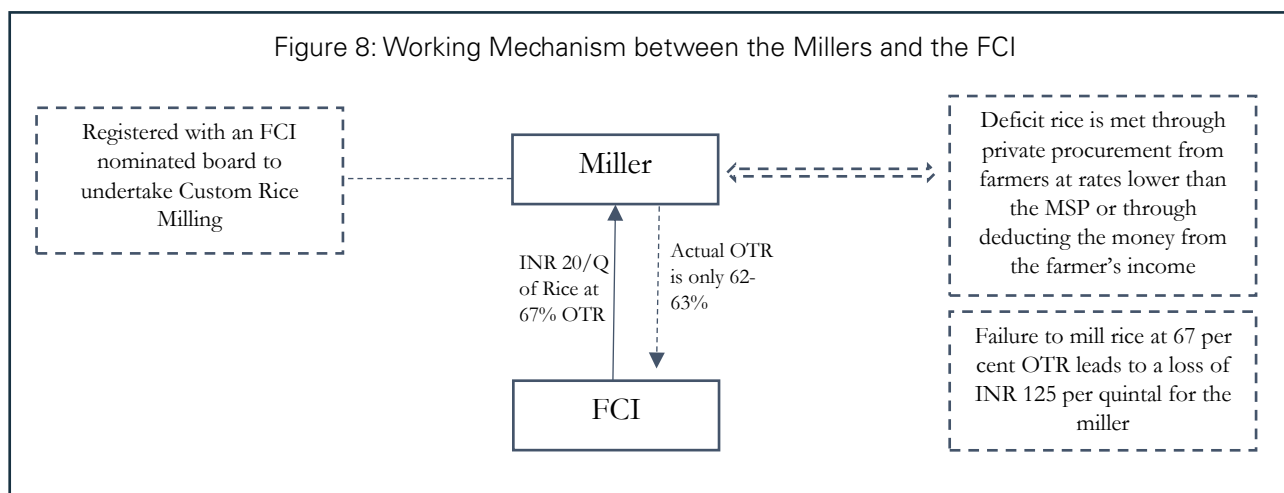 Figure 8: Working Mechanism between the Millers and the FCI
Registered with an FCI
nominated board to
undertake Custom Rice
Milling
Miller
Deficit rice is met through
private procurement from
farmers at rates lower than
the MSP or through
deducting the money from
the farmer's income
INR 20/Q
of Rice at
67% OTR
Actual OTR
is only 62-
63%
FCI
Failure to mill rice at 67 per
cent OTR leads to a loss of
INR 125 per quintal for the
miller